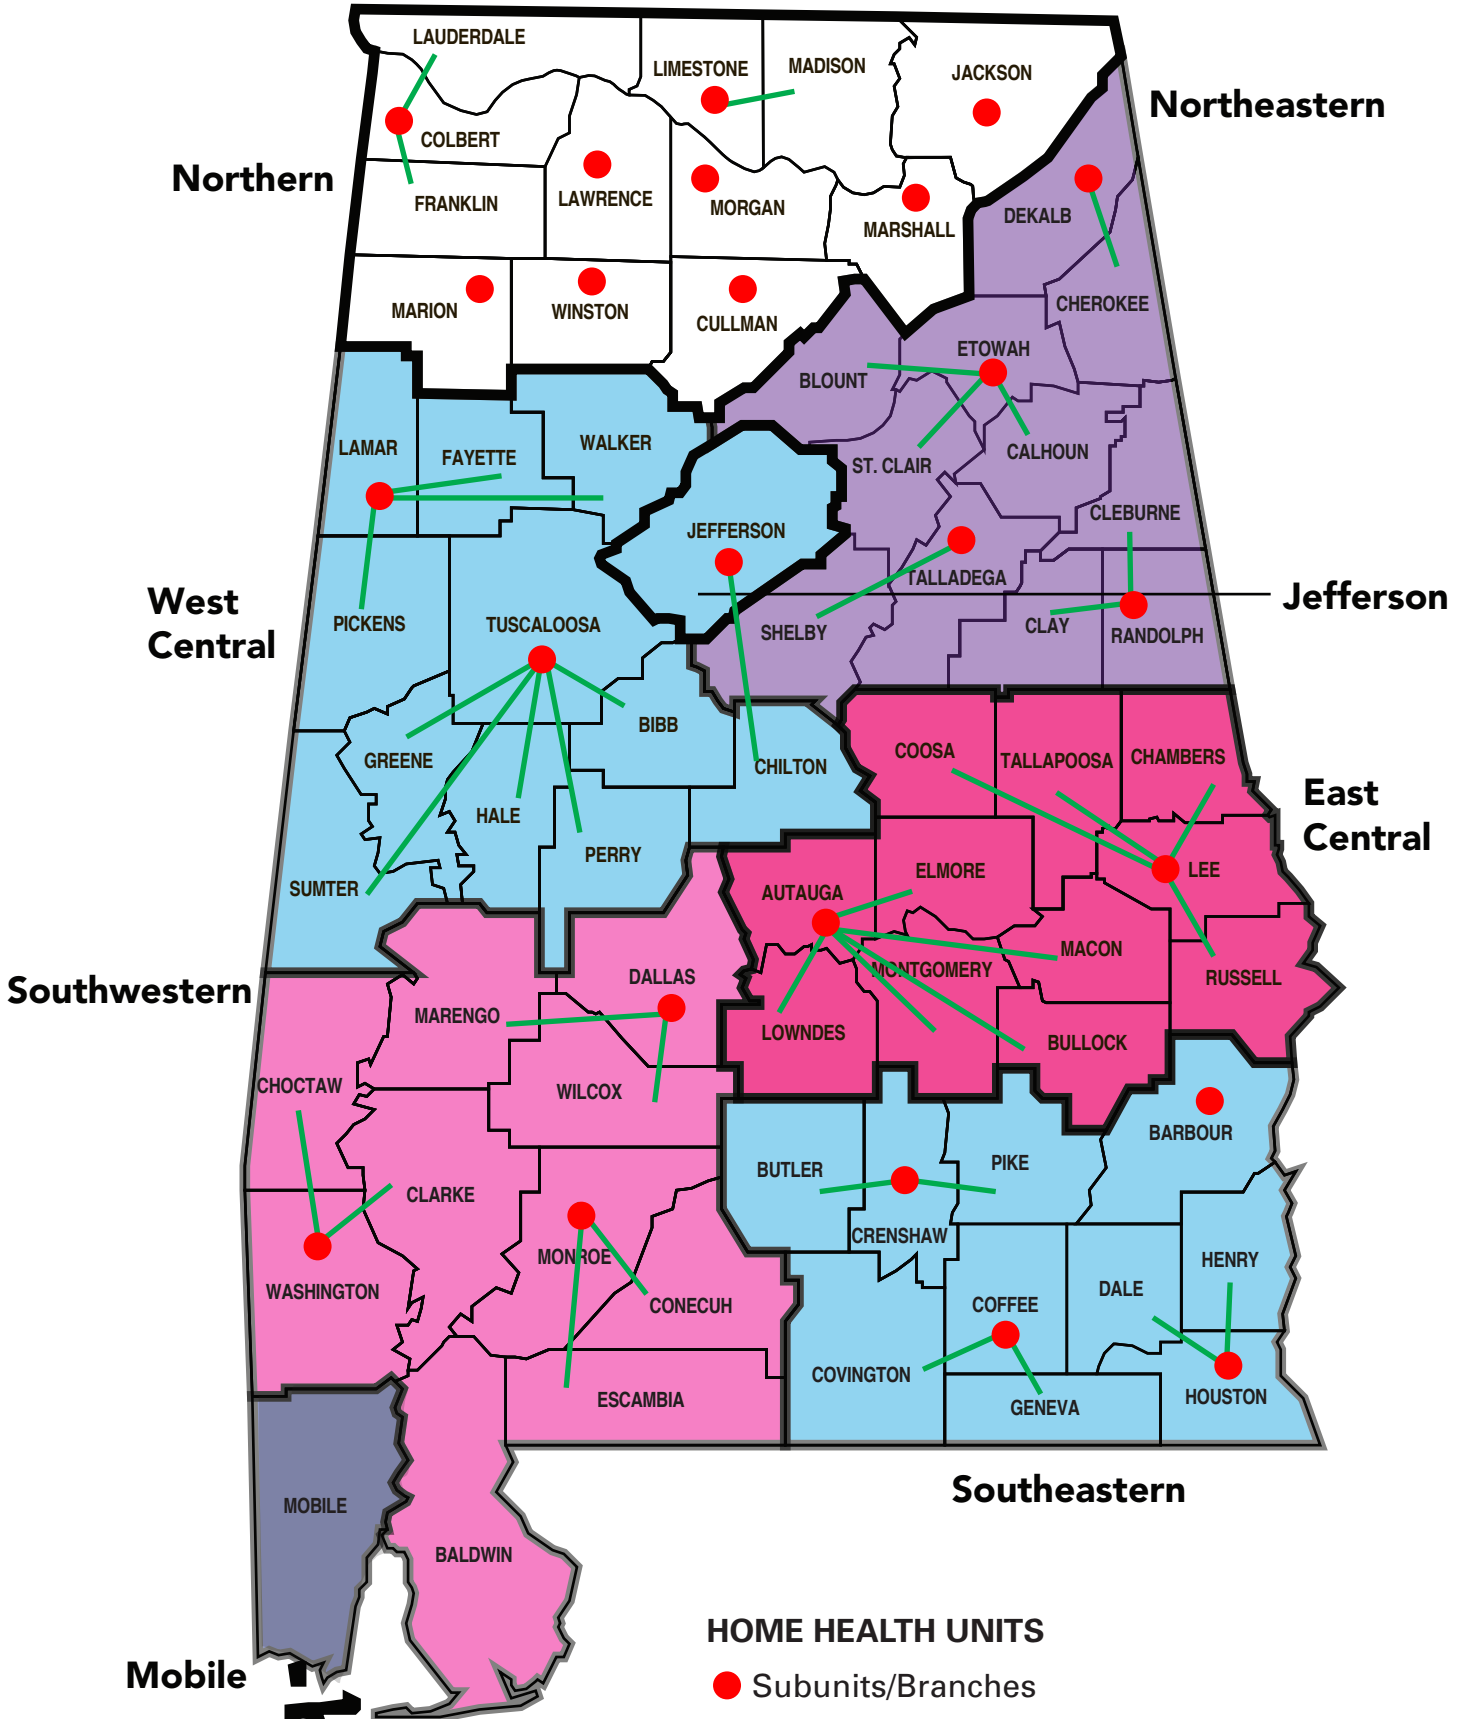 LAUDERDALE
LIMESTONE
MADISON
JACKSON
Northeastern
COLBERT
Northern
FRANKLIN
LAWRENCE
MORGAN
MARSHALL
DEKALB
MARION
WINSTON
CULLMAN
CHEROKEE
ETOWAH
BLOUNT
LAMAR
FAYETTE
WALKER
ST. CLAIR
CALHOUN
JEFFERSON
CLEBURNE
TALLADEGA
West
Central
Jefferson
PICKENS
TUSCALOOSA
SHELBY
CLAY
RANDOLPH
BIBB
GREENE
CHILTON
COOSA
TALLAPOOSA
CHAMBERS
East
Central
HALE
PERRY
SUMTER
AUTAUGA
ELMORE
LEE
MACON
Southwestern
DALLAS
MONTGOMERY
RUSSELL
MARENGO
LOWNDES
BULLOCK
CHOCTAW
WILCOX
BARBOUR
BUTLER
PIKE
CLARKE
CRENSHAW
MONROE
HENRY
WASHINGTON
CONECUH
COFFEE
DALE
COVINGTON
ESCAMBIA
GENEVA
HOUSTON
Southeastern
MOBILE
BALDWIN
Mobile
HOME HEALTH UNITS
Subunits/Branches